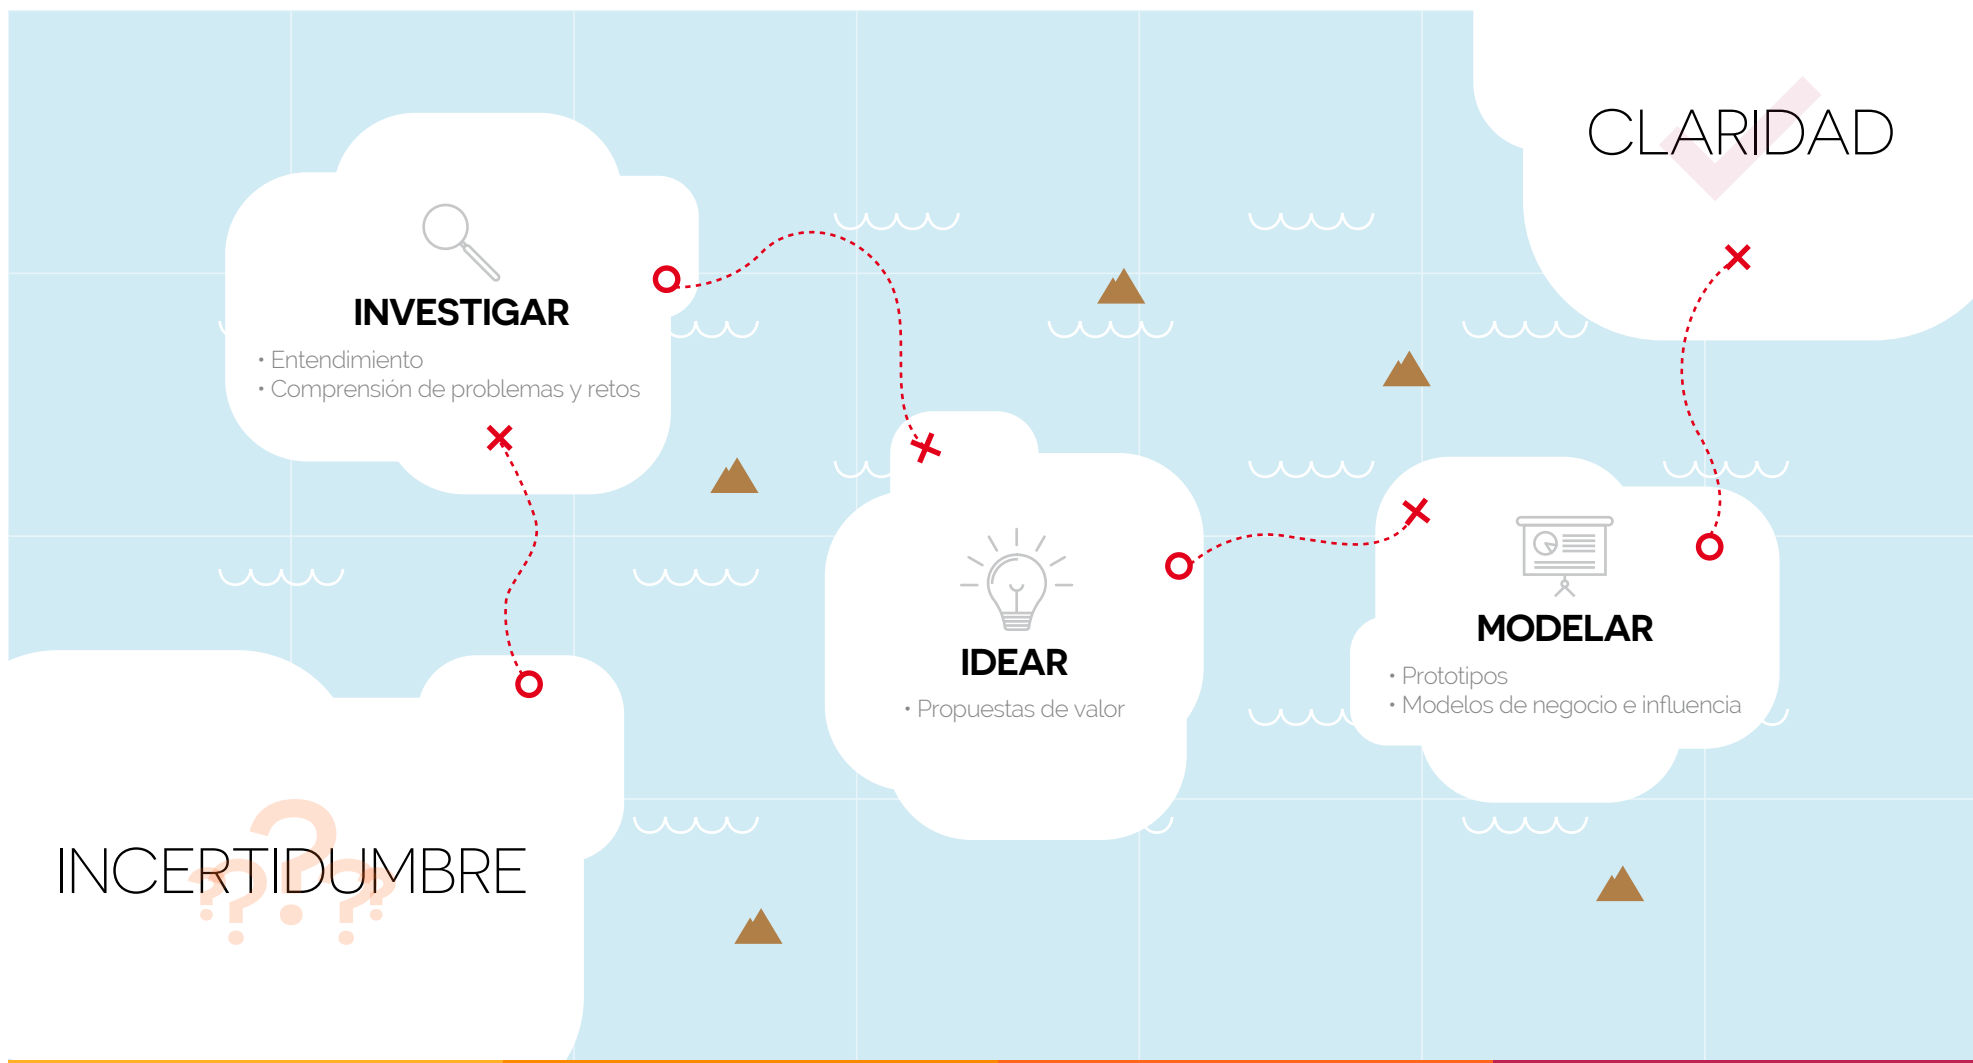 CLARIDAD
INVESTIGAR
• Entendimiento
• Comprensión de problemas y retos
IDEAR
• Propuestas de valor
MODELAR
• Prototipos
• Modelos de negocio e influencia
INCERTIDUMBRE
?????